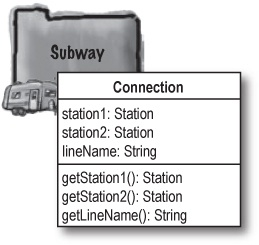 Subway
Connection
station1: Station
station2: Station
lineName: String
getStation1(): Station
getStation2(): Station
getLineName(): String